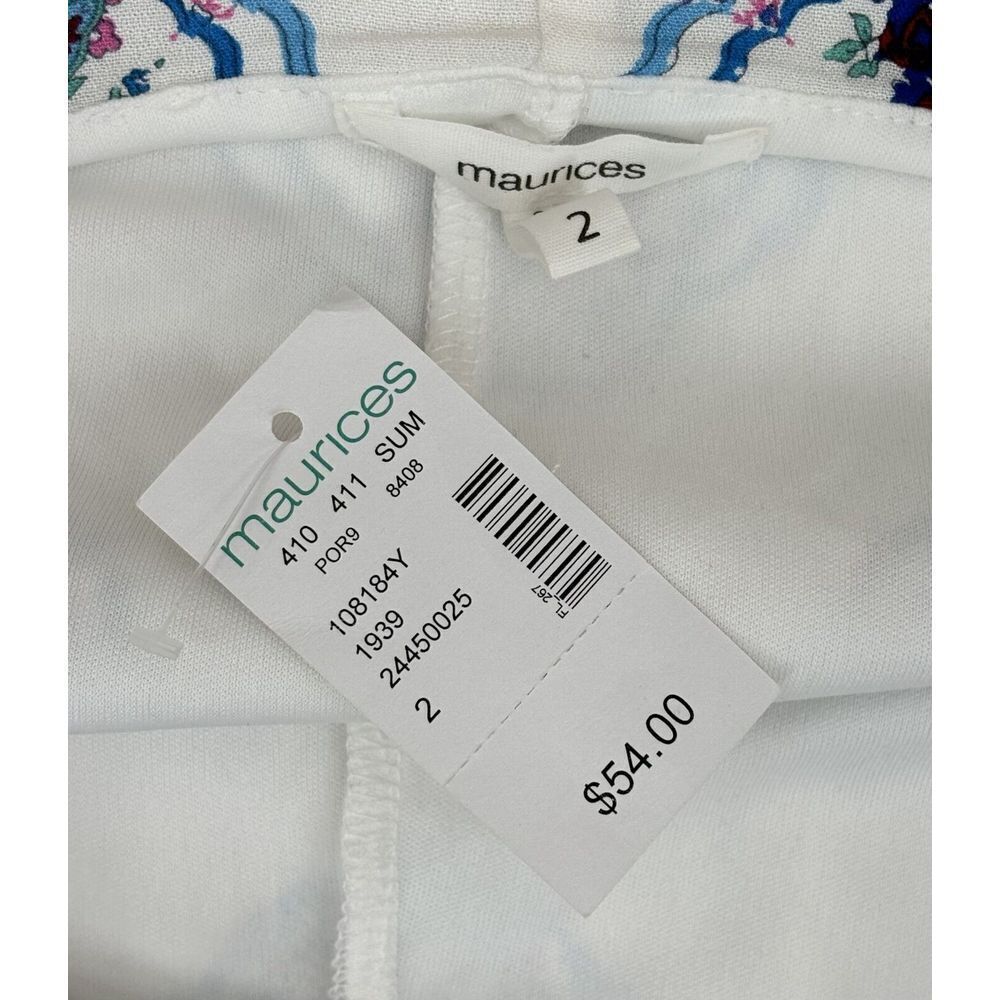 maurices
2
maurices
410 411 SUM
POR9 8408
108184Y
1939
24450025
2
FL 267
$54.00